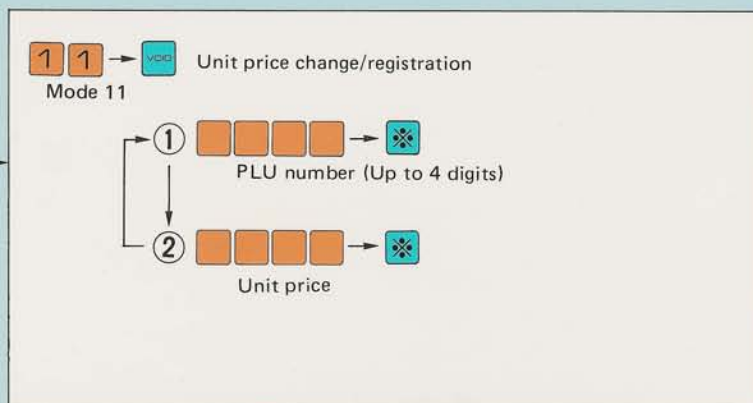 1 1 VOID Unit price change/registration
Mode 11
① ※
PLU number (Up to 4 digits)
② ※
Unit price